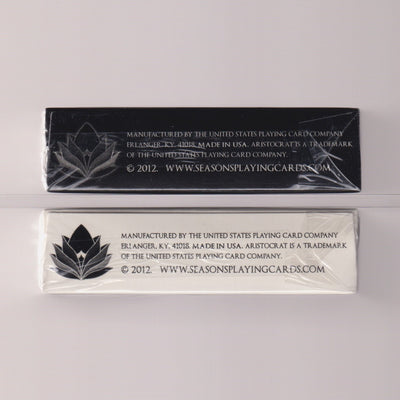 MANUFACTURED BY THE UNITED STATES PLAYING CARD COMPANY
ERLANGER, KY, 41018. MADE IN USA. ARISTOCRAT IS A TRADEMARK
OF THE UNITED STATES PLAYING CARD COMPANY.
© 2012. WWW.SEASONSPLAYINGCARDS.COM
MANUFACTURED BY THE UNITED STATES PLAYING CARD COMPANY
ERLANGER, KY, 41018. MADE IN USA. ARISTOCRAT IS A TRADEMARK
OF THE UNITED STATES PLAYING CARD COMPANY.
© 2012. WWW.SEASONSPLAYINGCARDS.COM